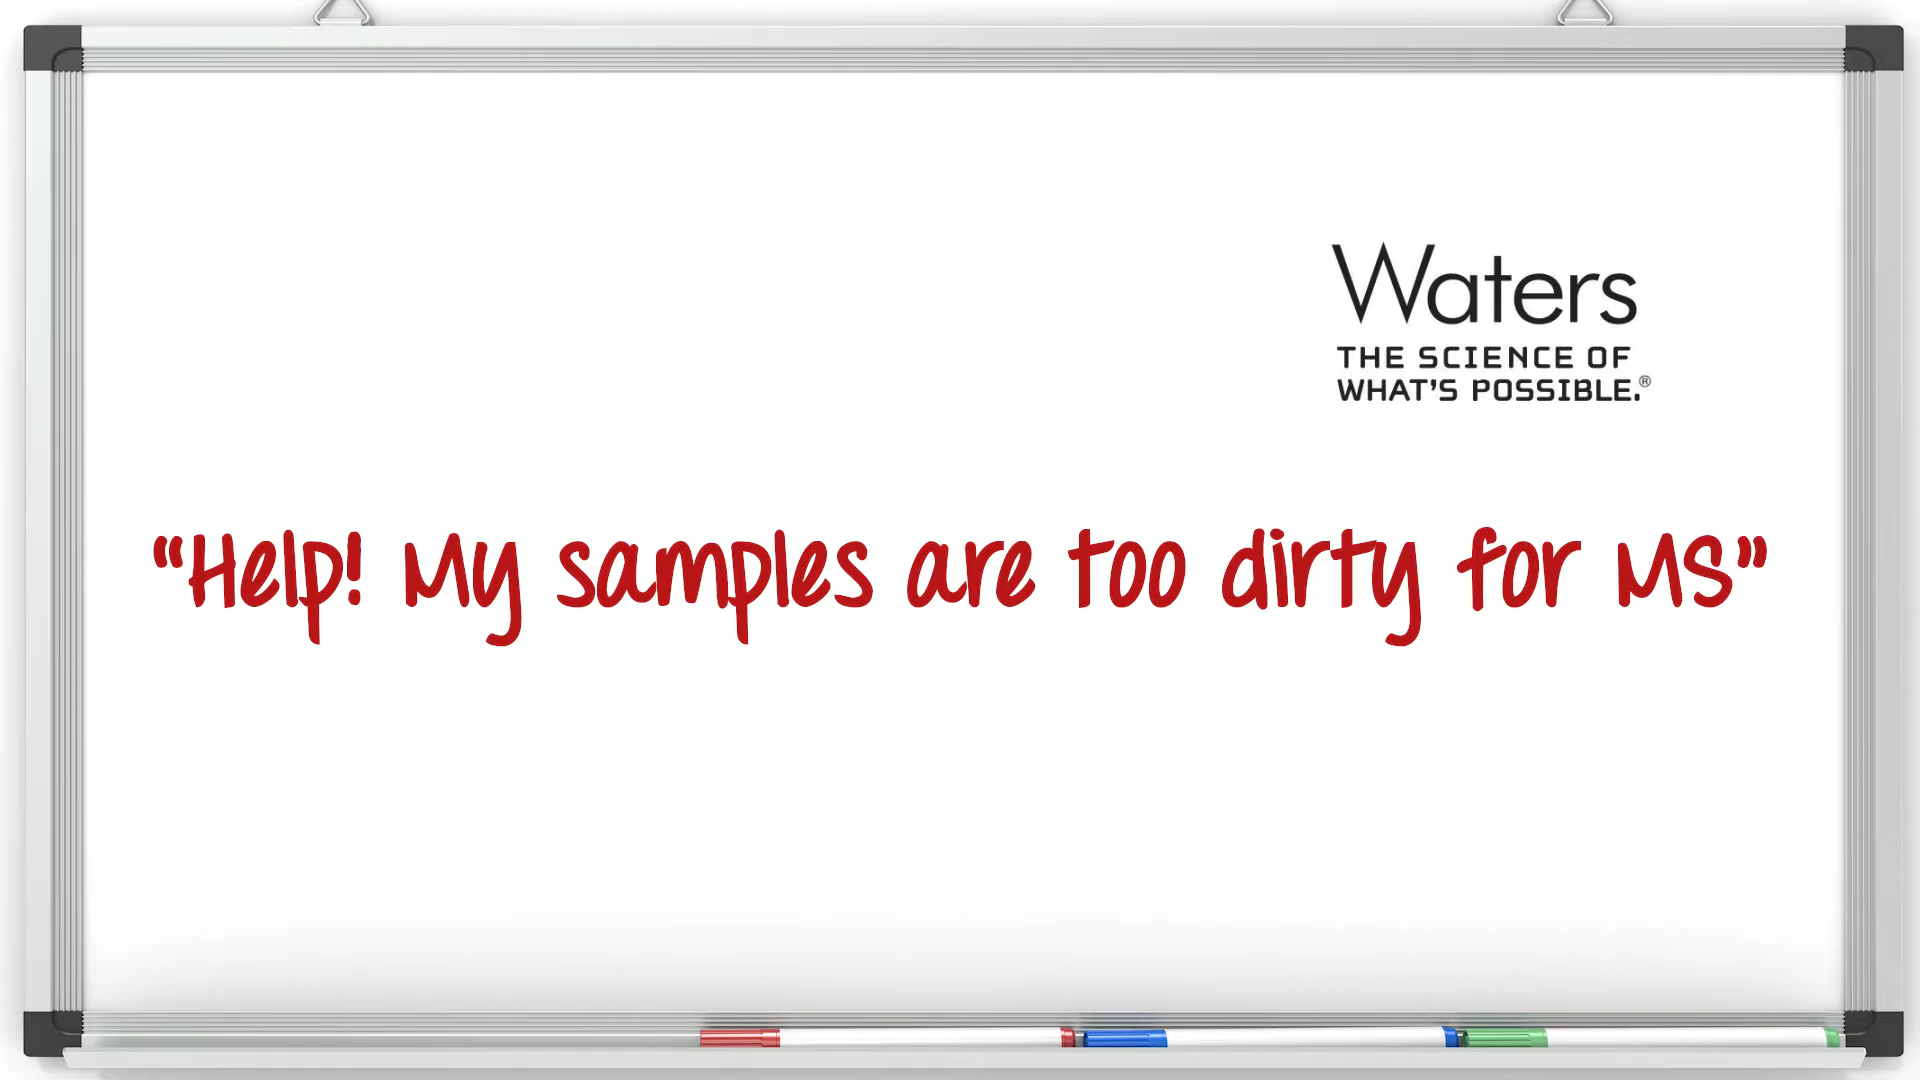 Waters
THE SCIENCE OF
WHAT'S POSSIBLE.®
“Help! My samples are too dirty for MS”